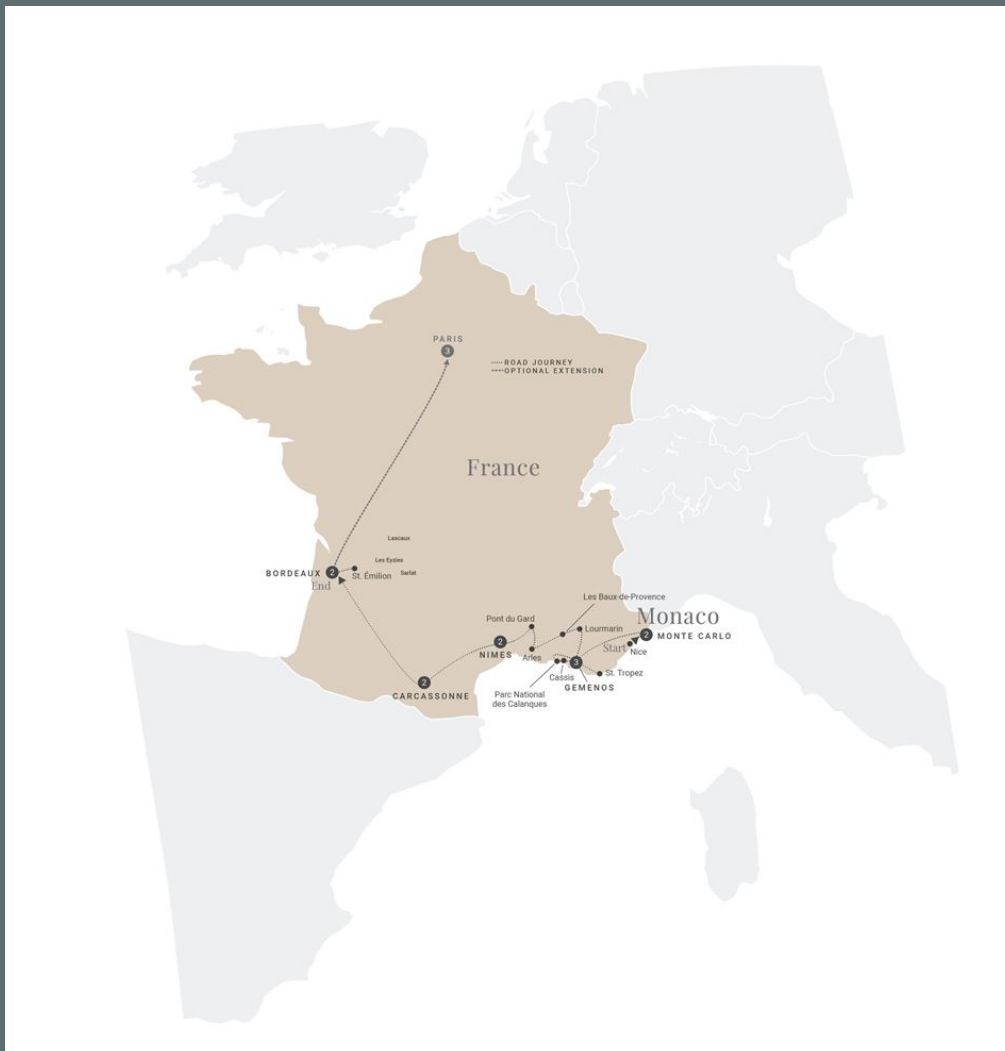 PARIS
3
ROAD JOURNEY
OPTIONAL EXTENSION
France
Lascaux
Les Eyzies
Sarlat
BORDEAUX
2
End
St. Émilion
Les Baux-de-Provence
Pont du Gard
Lourmarin
Monaco
2
MONTE CARLO
2
NIMES
Arles
Start
Nice
3
Cassis
St. Tropez
GEMENOS
Parc National
des Calanques
2
CARCASSONNE